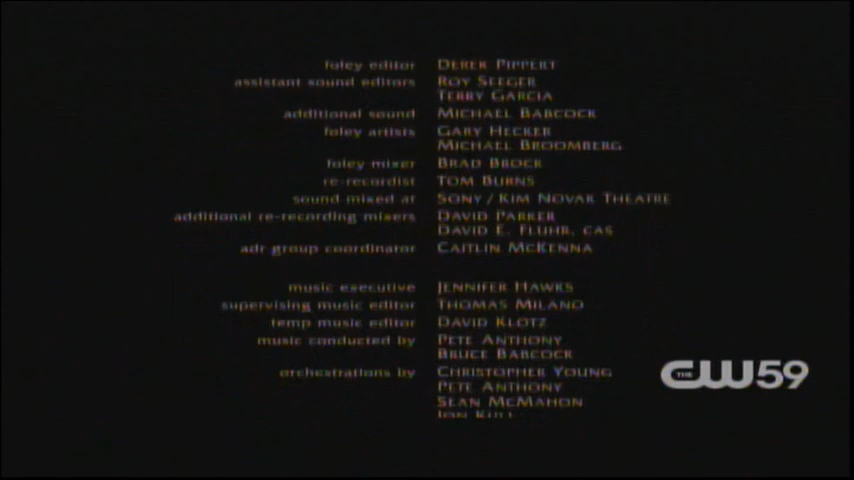 foley editor DEREK PIPPERT
assistant sound editors ROY SEEGER
TERRY GARCIA
additional sound MICHAEL BABCOCK
foley artists GARY HECKER
MICHAEL BROOMBERG
foley mixer BRAD BROCK
re-recordist TOM BURNS
sound mixed at SONY / KIM NOVAK THEATRE
additional re-recording mixers DAVID PARKER
DAVID E. FLUHR, CAS
adr group coordinator CAITLIN MCKENNA
music executive JENNIFER HAWKS
supervising music editor THOMAS MILANO
temp music editor DAVID KLOTZ
music conducted by PETE ANTHONY
BRUCE BABCOCK
orchestrations by CHRISTOPHER YOUNG
PETE ANTHONY
SEAN MCMAHON
JON KULL
THE CW59